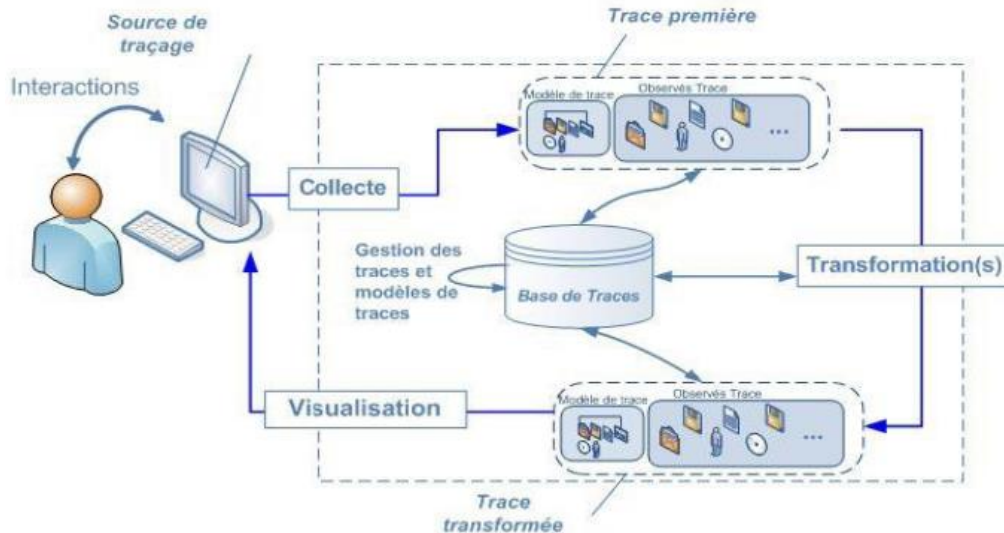 Source de
traçage
Trace première
Interactions
Modèle de trace
Observés Trace
...
Collecte
Gestion des
traces et
modèles de
traces
Base de Traces
Transformation(s)
Visualisation
Modèle de trace
Observés Trace
...
Trace
transformée